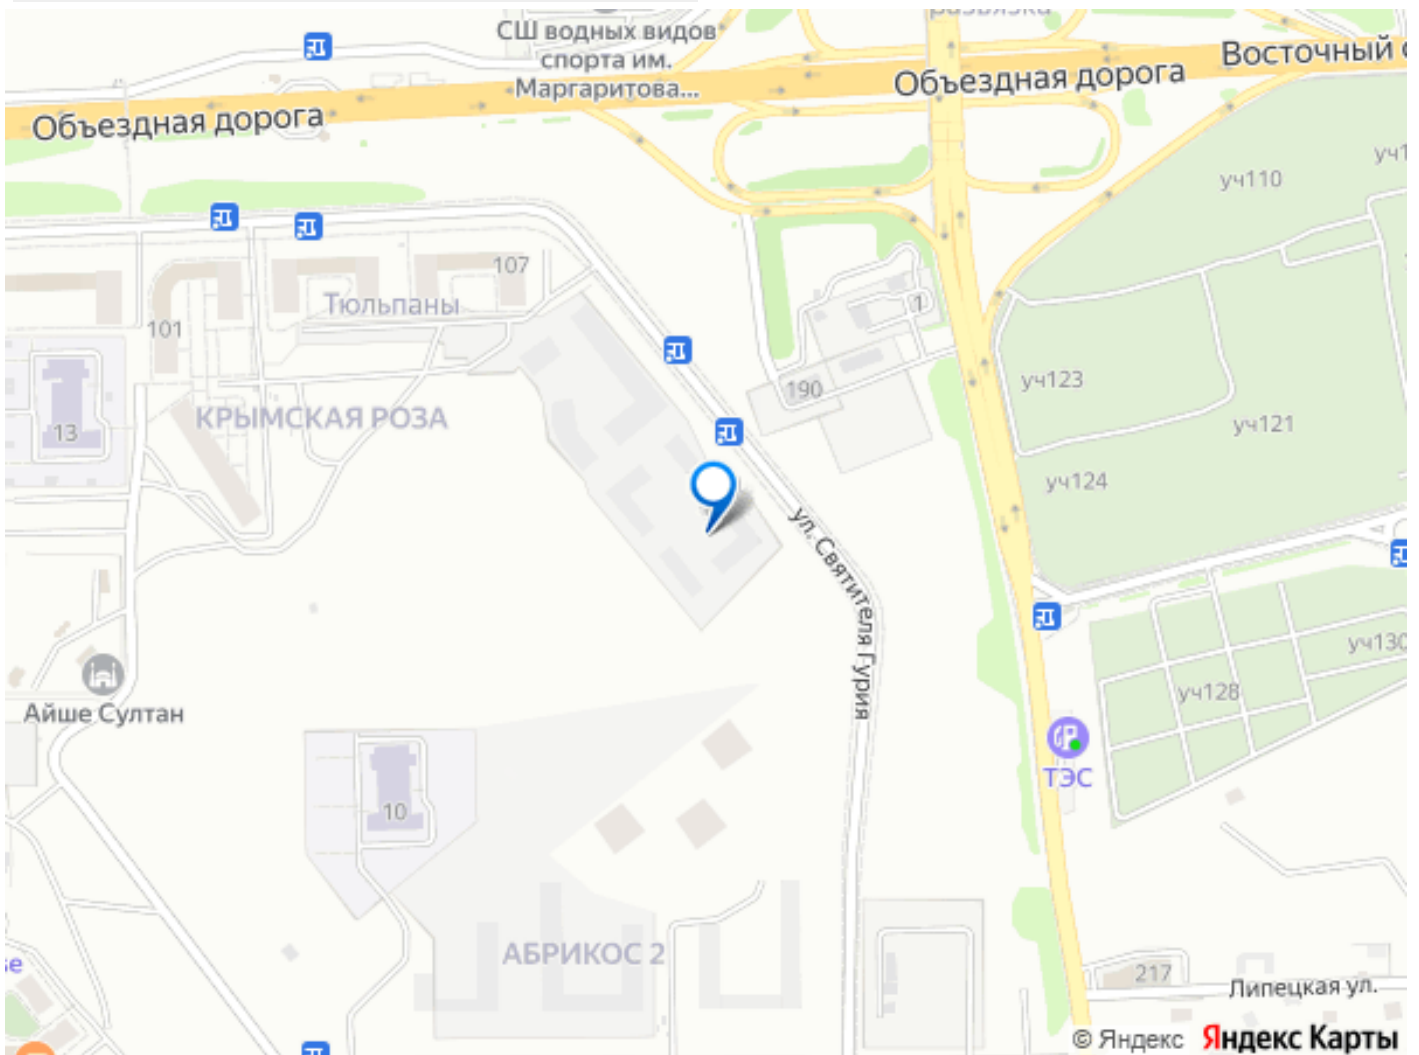 развязка
СШ водных видов
спорта им.
Маргаритова...
Восточный
Объездная дорога
Объездная дорога
уч110
107
Тюльпаны
101
1
190
уч123
КРЫМСКАЯ РОЗА
13
уч121
уч124
ул. Святителя Гурия
уч130
уч128
Айше Султан
ТЭС
10
АБРИКОС 2
217
Липецкая ул.
© Яндекс Яндекс Карты